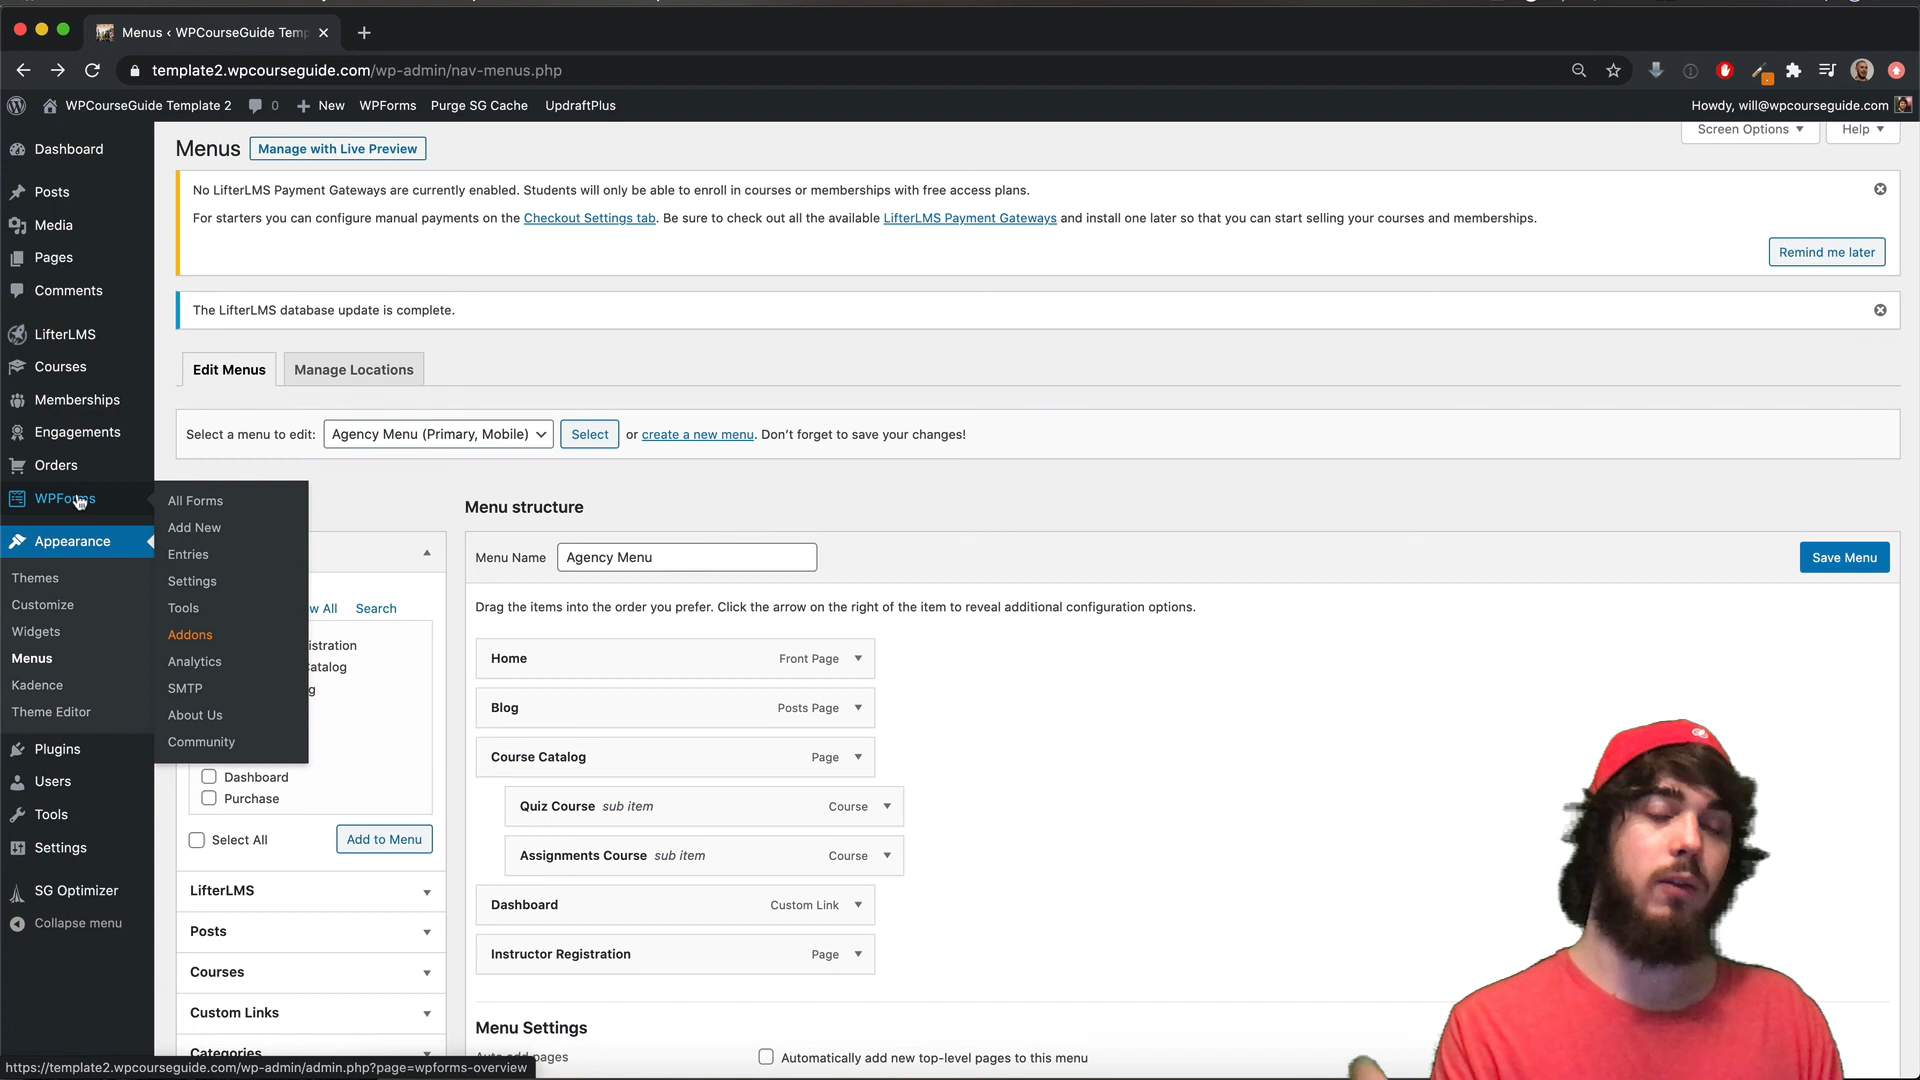 Menus ‹ WPCourseGuide Temp
template2.wpcourseguide.com/wp-admin/nav-menus.php
WPCourseGuide Template 2
0
New
WPForms
Purge SG Cache
UpdraftPlus
Howdy, will@wpcourseguide.com
Dashboard
Posts
Media
Pages
Comments
LifterLMS
Courses
Memberships
Engagements
Orders
WPForms
Appearance
Themes
Customize
Widgets
Menus
Kadence
Theme Editor
Plugins
Users
Tools
Settings
SG Optimizer
Collapse menu
All Forms
Add New
Entries
Settings
Tools
Addons
Analytics
SMTP
About Us
Community
Screen Options
Help
Menus
Manage with Live Preview
No LifterLMS Payment Gateways are currently enabled. Students will only be able to enroll in courses or memberships with free access plans.
For starters you can configure manual payments on the Checkout Settings tab. Be sure to check out all the available LifterLMS Payment Gateways and install one later so that you can start selling your courses and memberships.
Remind me later
The LifterLMS database update is complete.
Edit Menus
Manage Locations
Select a menu to edit: Agency Menu (Primary, Mobile) Select or create a new menu. Don't forget to save your changes!
w All
Search
istration
atalog
g
Dashboard
Purchase
Select All
Add to Menu
LifterLMS
Posts
Courses
Custom Links
Categories
Menu structure
Menu Name
Agency Menu
Save Menu
Drag the items into the order you prefer. Click the arrow on the right of the item to reveal additional configuration options.
Home Front Page
Blog Posts Page
Course Catalog Page
Quiz Course sub item Course
Assignments Course sub item Course
Dashboard Custom Link
Instructor Registration Page
Menu Settings
Auto add pages
Automatically add new top-level pages to this menu
https://template2.wpcourseguide.com/wp-admin/admin.php?page=wpforms-overview